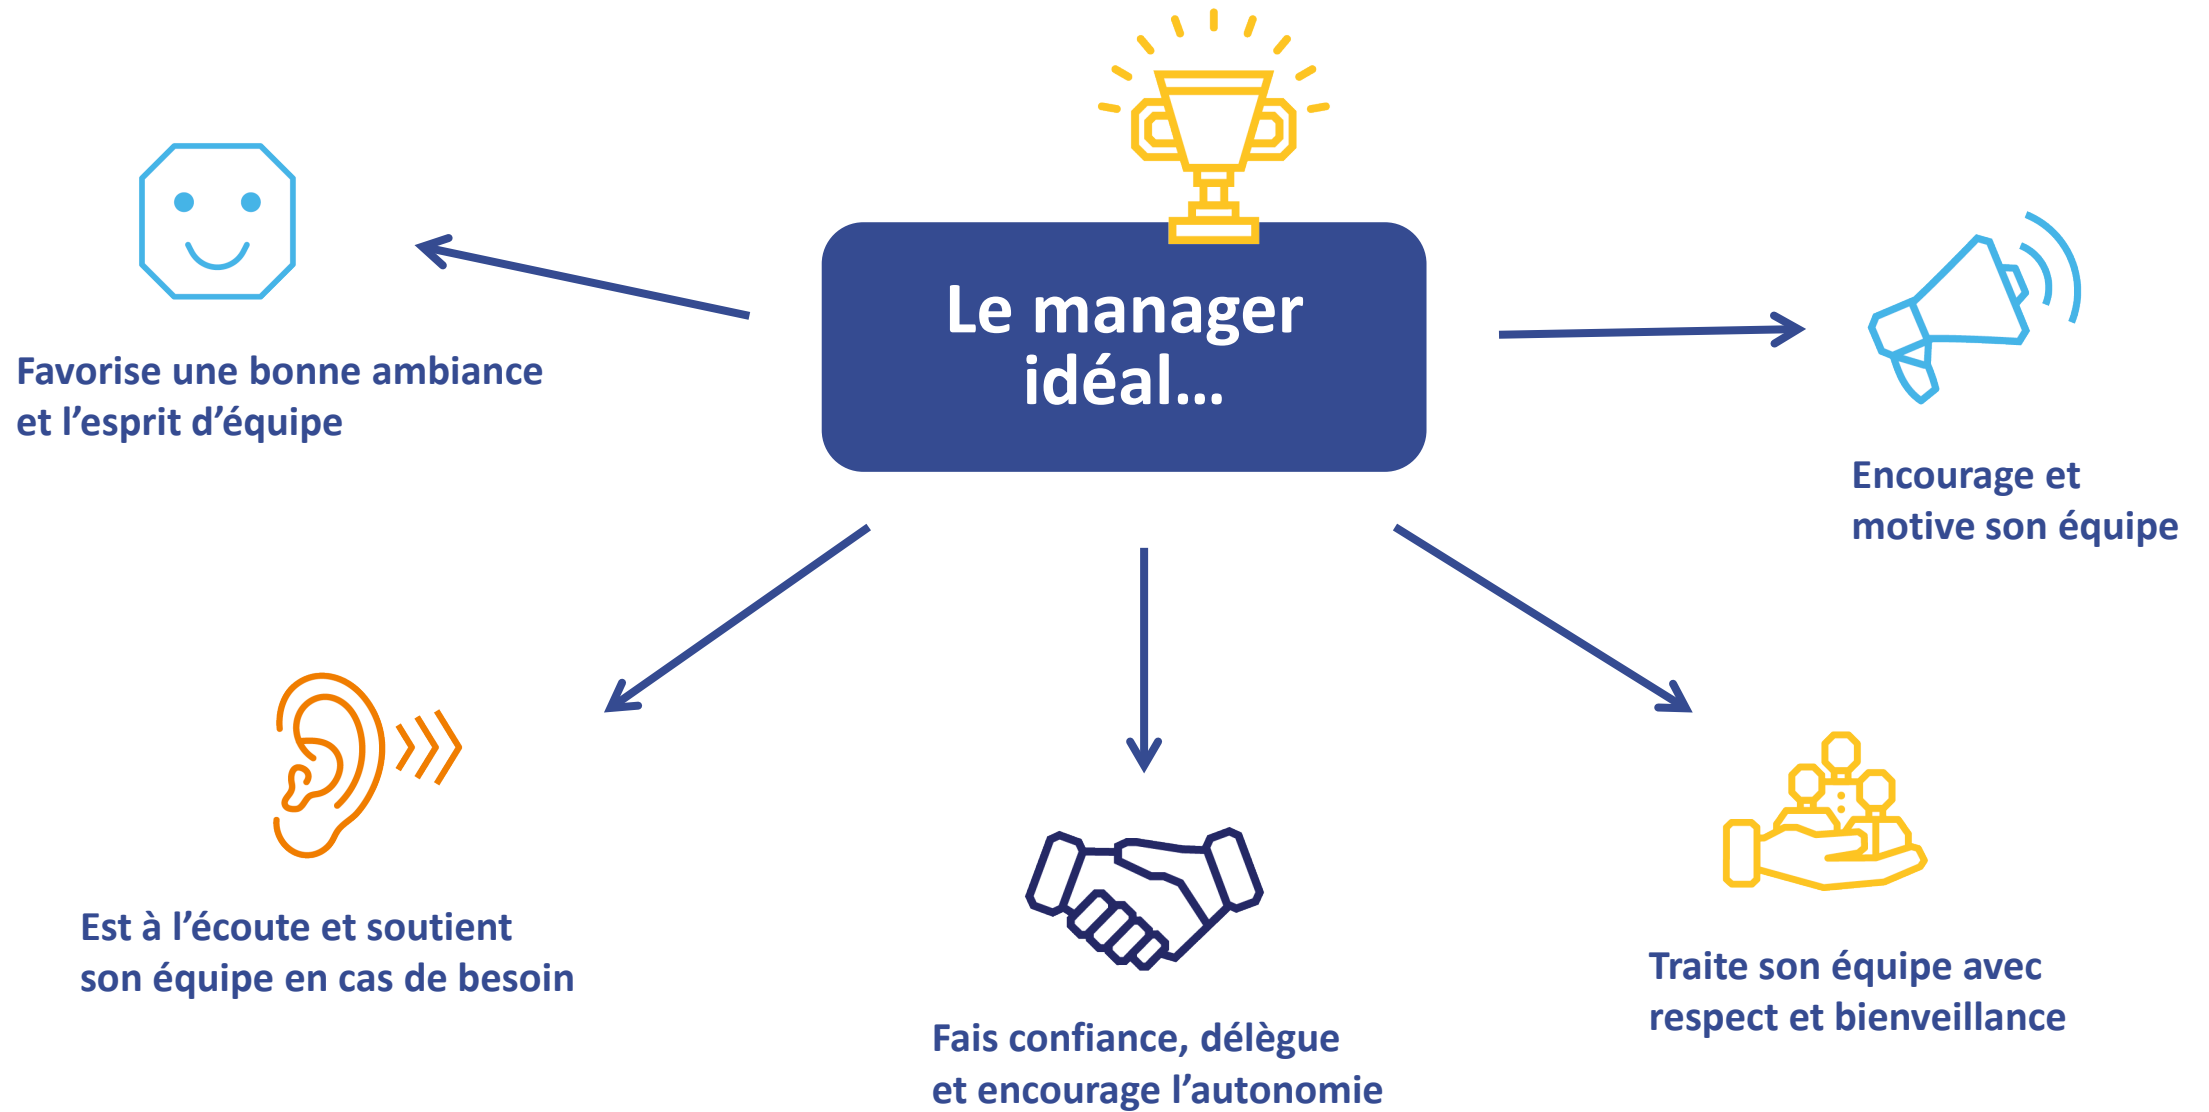 Le manager
idéal...
Favorise une bonne ambiance
et l’esprit d’équipe
Encourage et
motive son équipe
Est à l’écoute et soutient
son équipe en cas de besoin
Fais confiance, délègue
et encourage l’autonomie
Traite son équipe avec
respect et bienveillance